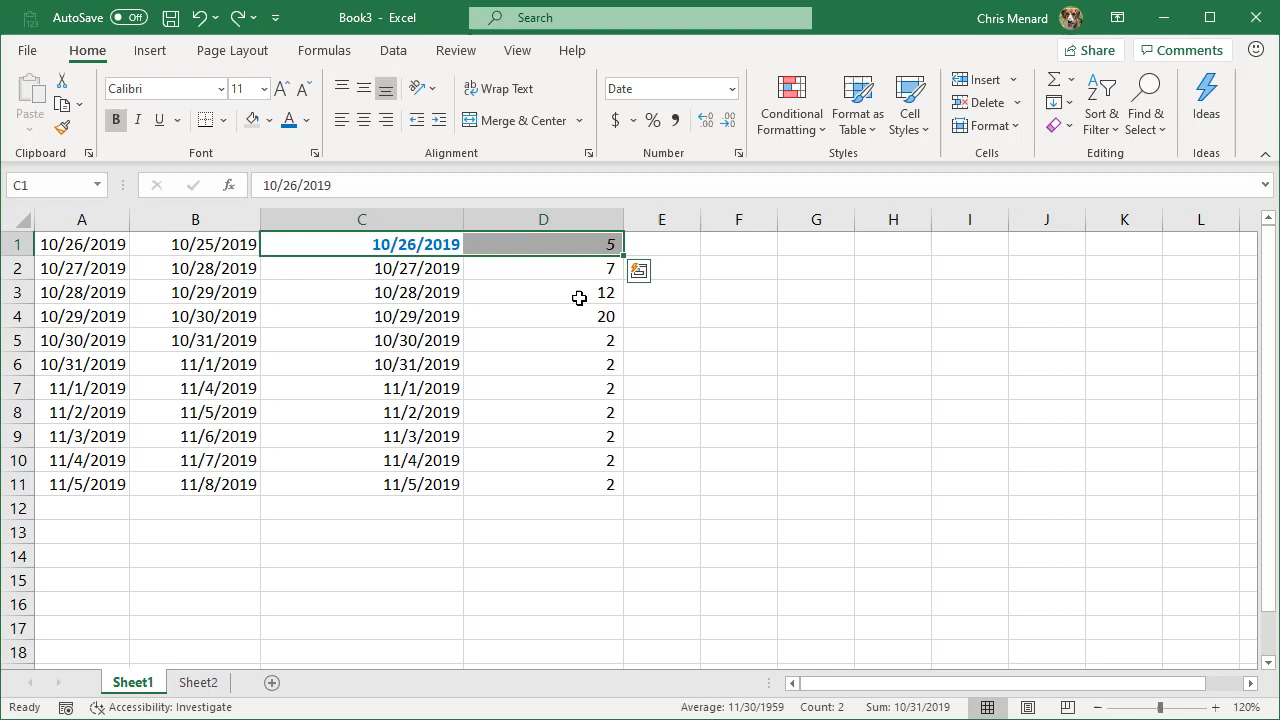 AutoSave Off Book3 - Excel Search Chris Menard
File Home Insert Page Layout Formulas Data Review View Help Share Comments
Calibri 11 Wrap Text Date Insert
Paste B I U Merge & Center $ % Conditional Formatting Format as Table Cell Styles Delete Format Sort & Filter Find & Select Ideas
Clipboard Font Alignment Number Styles Cells Editing Ideas
C1 fx 10/26/2019
A B C D E F G H I J K L
1 10/26/2019 10/25/2019 10/26/2019 5
2 10/27/2019 10/28/2019 10/27/2019 7
3 10/28/2019 10/29/2019 10/28/2019 12
4 10/29/2019 10/30/2019 10/29/2019 20
5 10/30/2019 10/31/2019 10/30/2019 2
6 10/31/2019 11/1/2019 10/31/2019 2
7 11/1/2019 11/4/2019 11/1/2019 2
8 11/2/2019 11/5/2019 11/2/2019 2
9 11/3/2019 11/6/2019 11/3/2019 2
10 11/4/2019 11/7/2019 11/4/2019 2
11 11/5/2019 11/8/2019 11/5/2019 2
12
13
14
15
16
17
18
Sheet1 Sheet2
Ready Accessibility: Investigate Average: 11/30/1959 Count: 2 Sum: 10/31/2019 120%